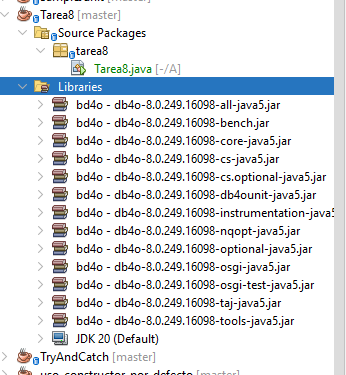 Tarea8 [master]
Source Packages
tarea8
Tarea8.java [-/A]
Libraries
bd4o - db4o-8.0.249.16098-all-java5.jar
bd4o - db4o-8.0.249.16098-bench.jar
bd4o - db4o-8.0.249.16098-core-java5.jar
bd4o - db4o-8.0.249.16098-cs-java5.jar
bd4o - db4o-8.0.249.16098-cs.optional-java5.jar
bd4o - db4o-8.0.249.16098-db4ounit-java5.jar
bd4o - db4o-8.0.249.16098-instrumentation-java5
bd4o - db4o-8.0.249.16098-nqopt-java5.jar
bd4o - db4o-8.0.249.16098-optional-java5.jar
bd4o - db4o-8.0.249.16098-osgi-java5.jar
bd4o - db4o-8.0.249.16098-osgi-test-java5.jar
bd4o - db4o-8.0.249.16098-taj-java5.jar
bd4o - db4o-8.0.249.16098-tools-java5.jar
JDK 20 (Default)
TryAndCatch [master]
uso_constructor_por_defecto [master]